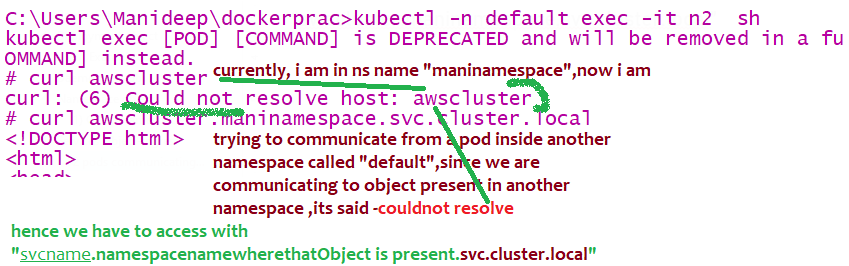 C:\Users\Manideep\dockerprac>kubectl -n default exec -it n2  sh
kubectl exec [POD] [COMMAND] is DEPRECATED and will be removed in a fu
OMMAND] instead.
# curl awscluster currently, i am in ns name "maninamespace",now i am
curl: (6) Could not resolve host: awscluster
# curl awscluster.maninamespace.svc.cluster.local
<!DOCTYPE html> trying to communicate from a pod inside another
<html> namespace called "default",since we are
<head> communicating to object present in another
namespace ,its said -couldnot resolve
hence we have to access with
"svcname.namespacenamewherethatObject is present.svc.cluster.local"